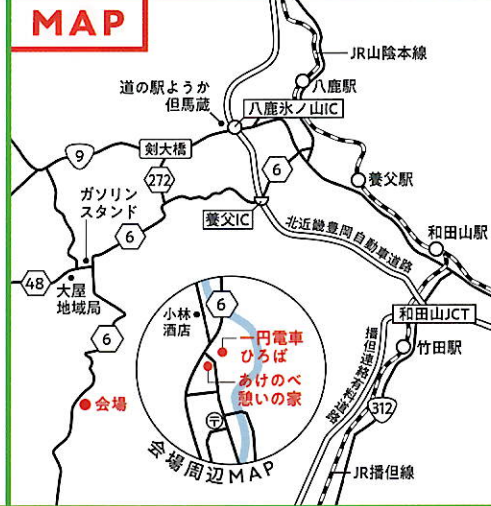 MAP
JR山陰本線
八鹿駅
道の駅ようか
但馬蔵
八鹿氷ノ山IC
9
剣大橋
272
6
養父駅
ガソリン
スタンド
6
養父IC
北近畿豊岡自動車道路
和田山駅
48
大屋
地域局
6
小林
酒店
6
一円電車
ひろば
あけのべ
憩いの家
〒
会場
会場周辺MAP
和田山JCT
竹田駅
播但連絡有料道路
312
JR播但線